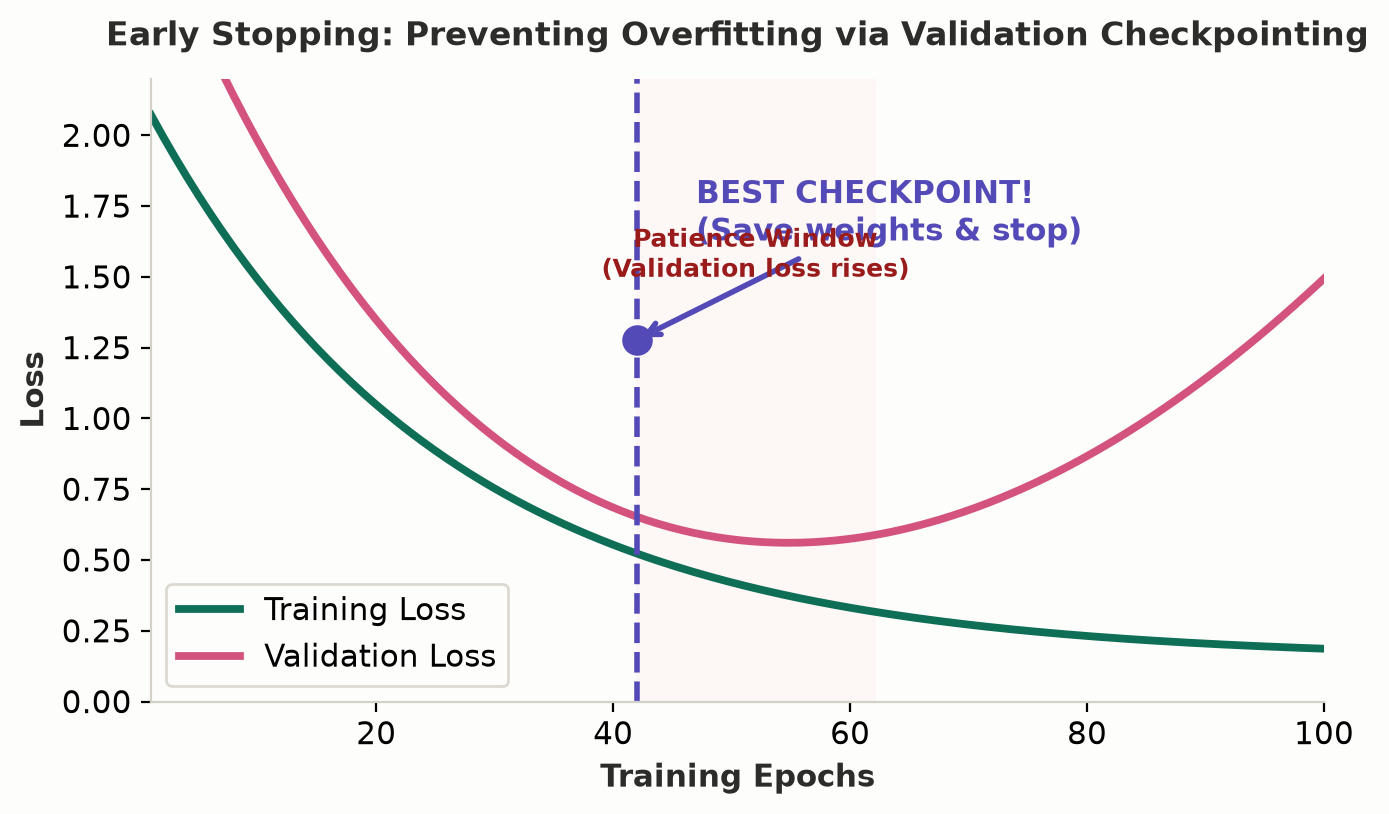 Early Stopping: Preventing Overfitting via Validation Checkpointing
2.00
1.75
1.50
1.25
1.00
0.75
0.50
0.25
0.00
Loss
BEST CHECKPOINT!
(Save weights & stop)
Patience Window
(Validation loss rises)
Training Loss
Validation Loss
20 40 60 80 100
Training Epochs